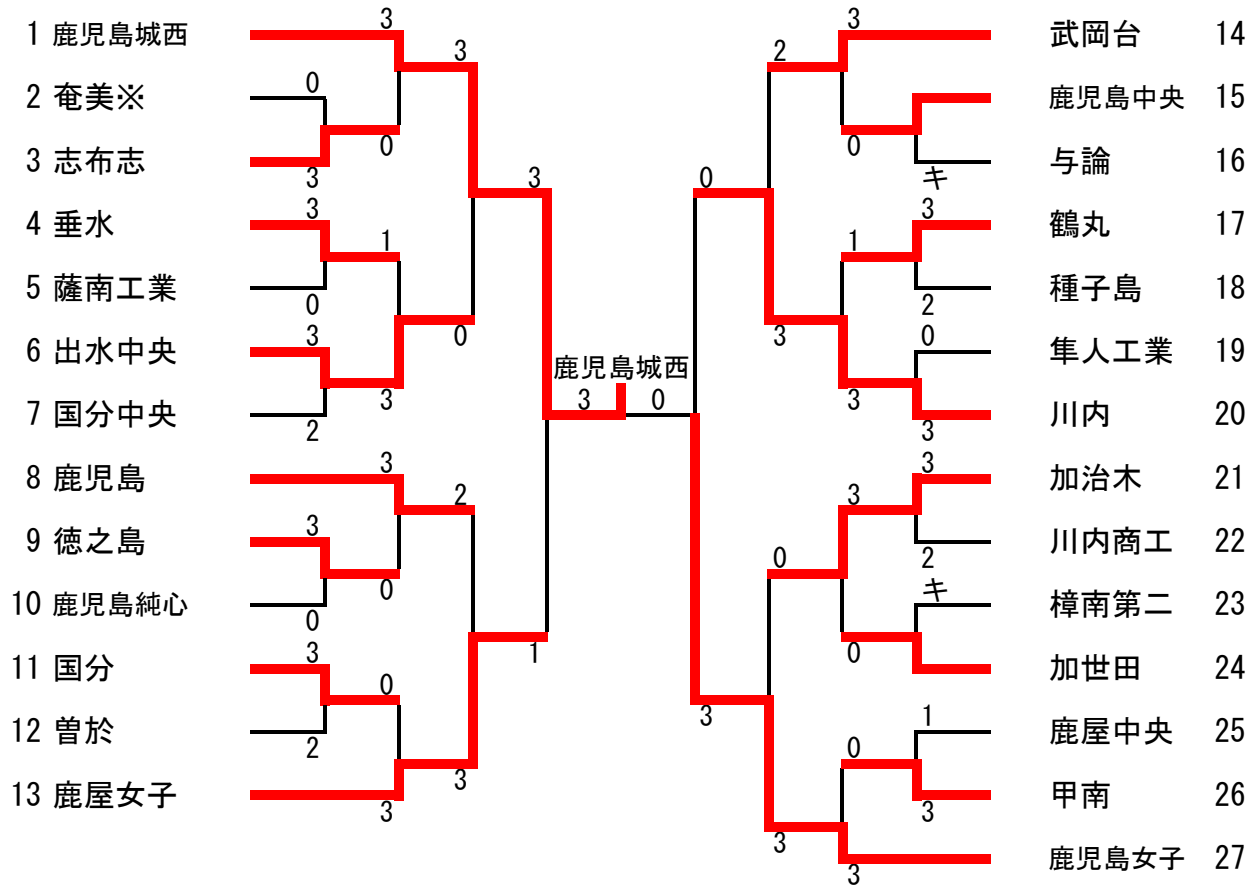 1 鹿児島城西
2 奄美※
3 志布志
4 垂水
5 薩南工業
6 出水中央
7 国分中央
8 鹿児島
9 徳之島
10 鹿児島純心
11 国分
12 曽於
13 鹿屋女子
3
0
3
3
0
3
2
3
3
0
3
2
3
0
1
3
0
0
3
0
2
3
3
1
鹿児島城西
3 0
0
3
2
3
0
3
3
0
1
3
3
0
0
3
キ
3
2
0
3
3
2
キ
1
3
武岡台 14
鹿児島中央 15
与論 16
鶴丸 17
種子島 18
隼人工業 19
川内 20
加治木 21
川内商工 22
樟南第二 23
加世田 24
鹿屋中央 25
甲南 26
鹿児島女子 27